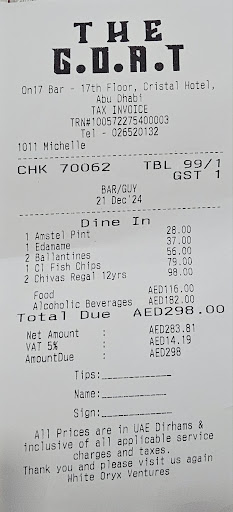 THE
G.O.A.T
On17 Bar - 17th Floor, Cristal Hotel,
Abu Dhabi
TAX INVOICE
TRN#100572275400003
Tel - 026520132
1011 Michelle
CHK 70062 TBL 99/1
GST 1
BAR/GUY
21 Dec'24
Dine In
1 Amstel Pint 28.00
1 Edaname 37.00
2 Ballantines 56.00
1 Cl Fish Chips 79.00
2 Chivas Regal 12yrs 98.00
Food AED116.00
Alcoholic Beverages AED182.00
Total Due AED298.00
Net Amount : AED283.81
VAT 5% : AED14.19
AmountDue : AED298
Tips:
Name:
Sign:
All Prices are in UAE Dirhams &
inclusive of all applicable service
charges and taxes.
Thank you and please visit us again
White Oryx Ventures